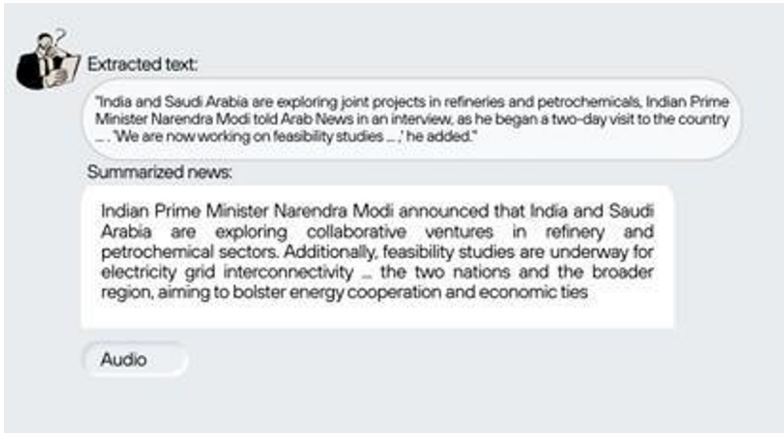 ?
Extracted text:
"India and Saudi Arabia are exploring joint projects in refineries and petrochemicals, Indian Prime
Minister Narendra Modi told Arab News in an interview, as he began a two-day visit to the country
... . 'We are now working on feasibility studies ... ,' he added."
Summarized news:
Indian Prime Minister Narendra Modi announced that India and Saudi
Arabia are exploring collaborative ventures in refinery and
petrochemical sectors. Additionally, feasibility studies are underway for
electricity grid interconnectivity ... the two nations and the broader
region, aiming to bolster energy cooperation and economic ties
Audio